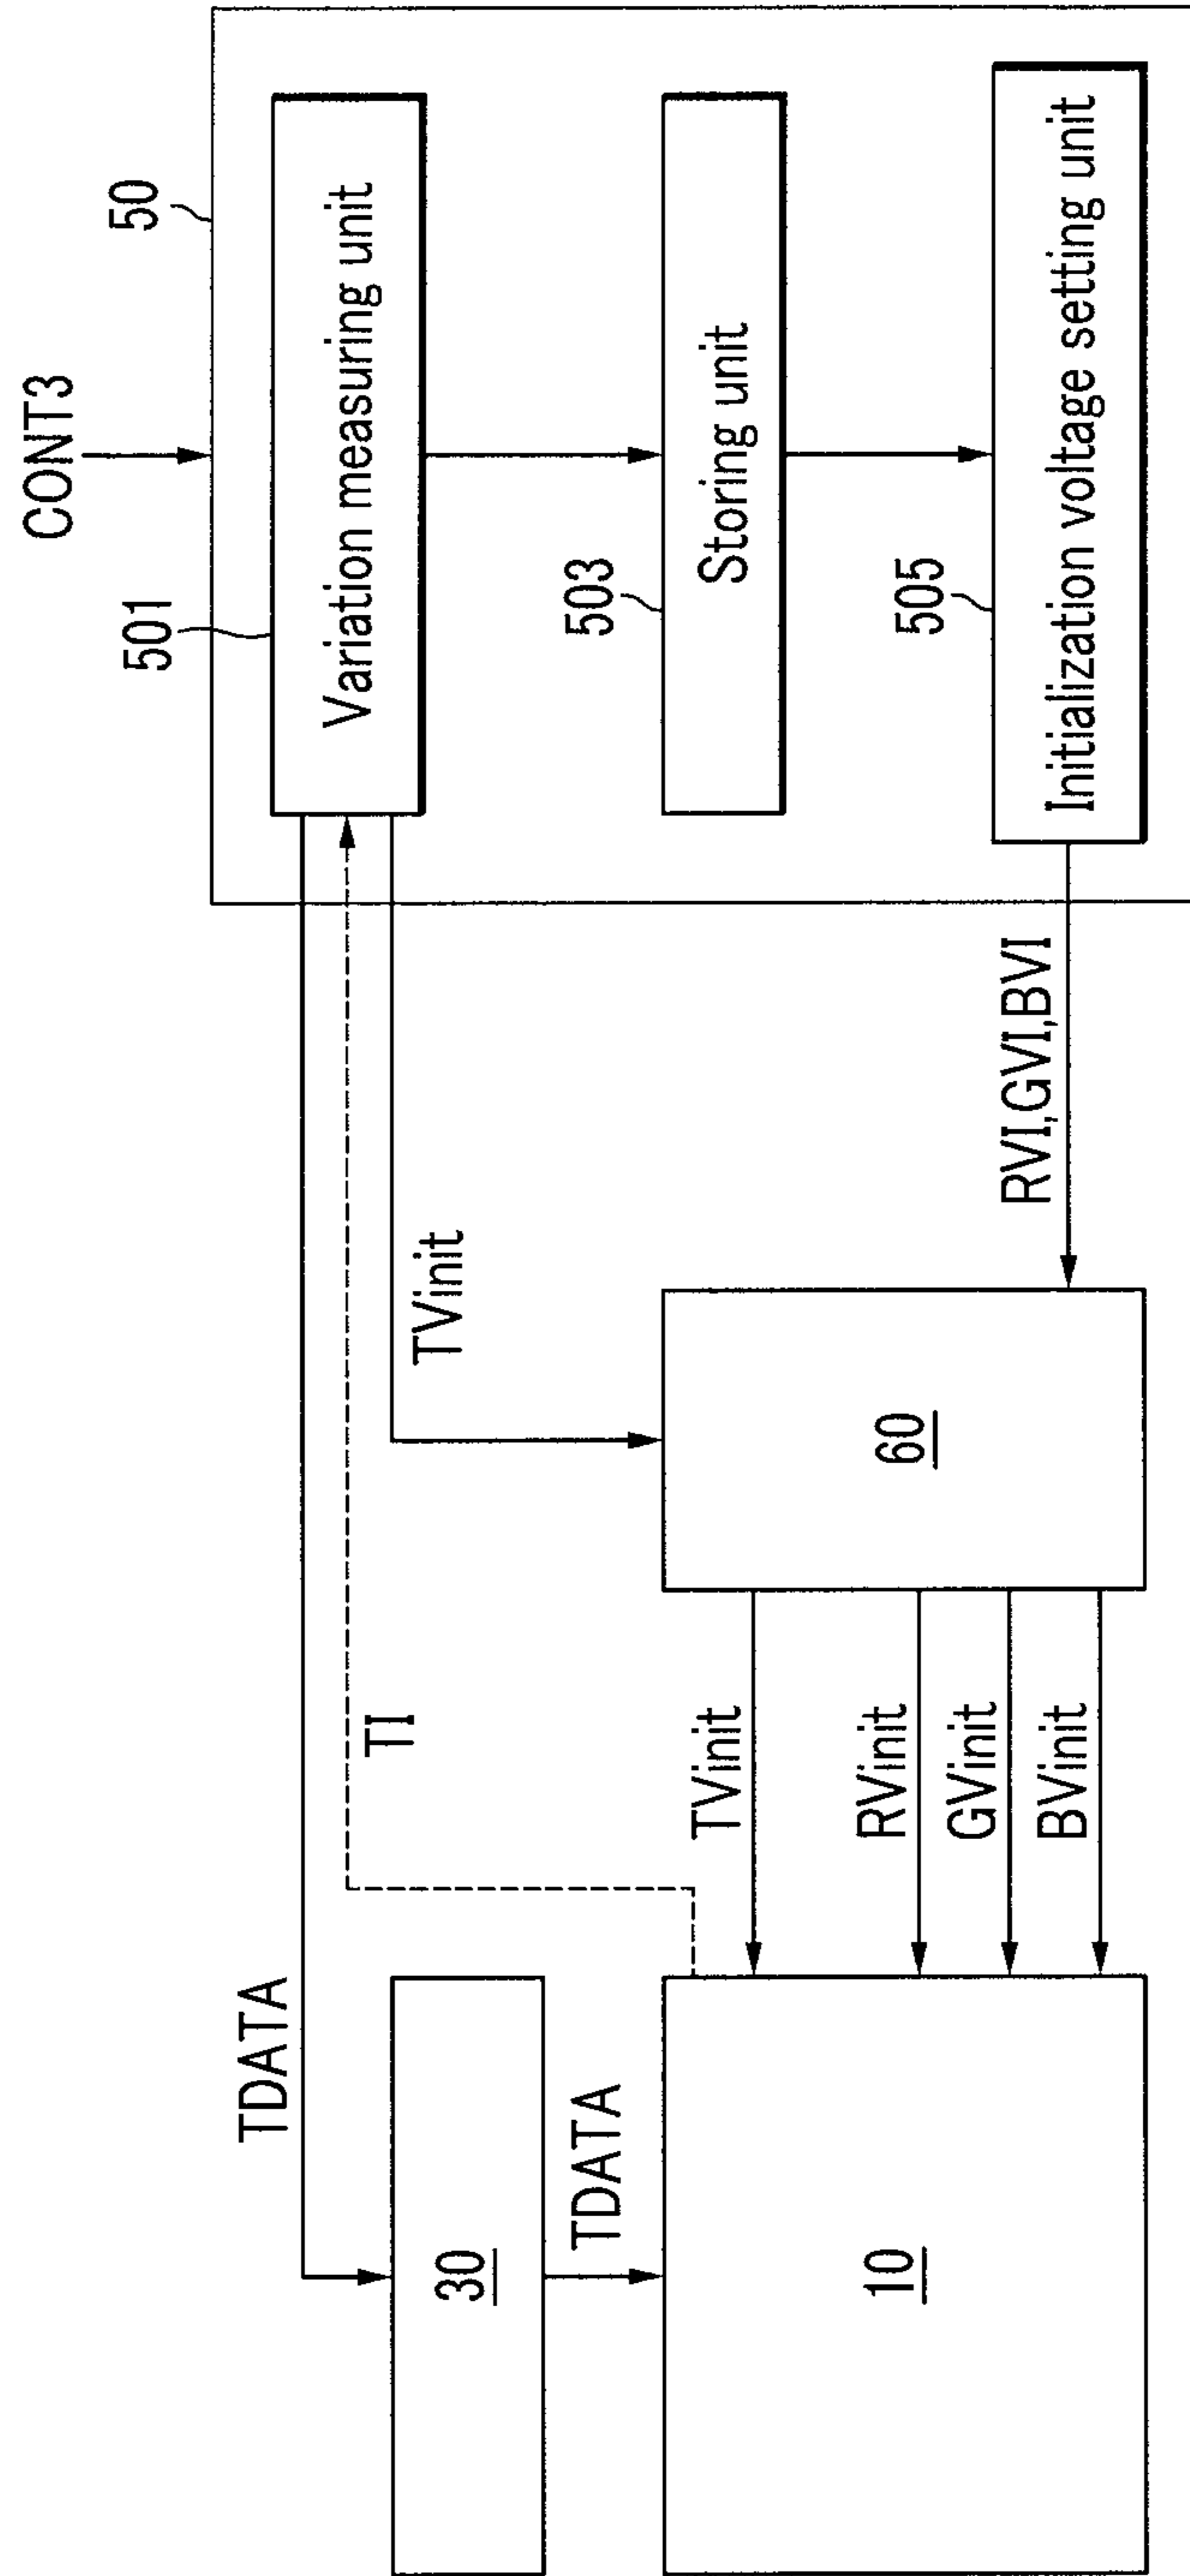 CONT3
50
501
Variation measuring unit
503
Storing unit
505
Initialization voltage setting unit
TDATA
TI
TVinit
RVI,GVI,BVI
60
TVinit
RVinit
GVinit
BVinit
30
TDATA
10